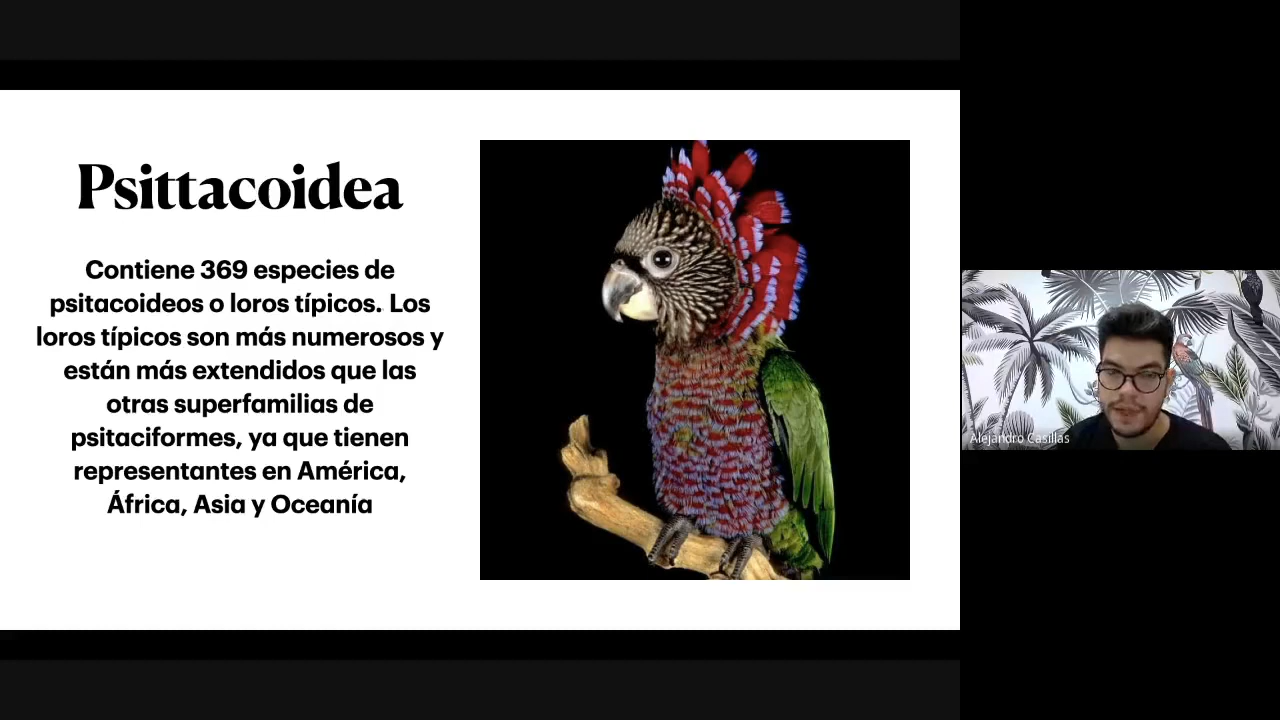 Psittacoidea
Contiene 369 especies de
psitacoideos o loros típicos. Los
loros típicos son más numerosos y
están más extendidos que las
otras superfamilias de
psitaciformes, ya que tienen
representantes en América,
África, Asia y Oceanía
Alejandro Casillas